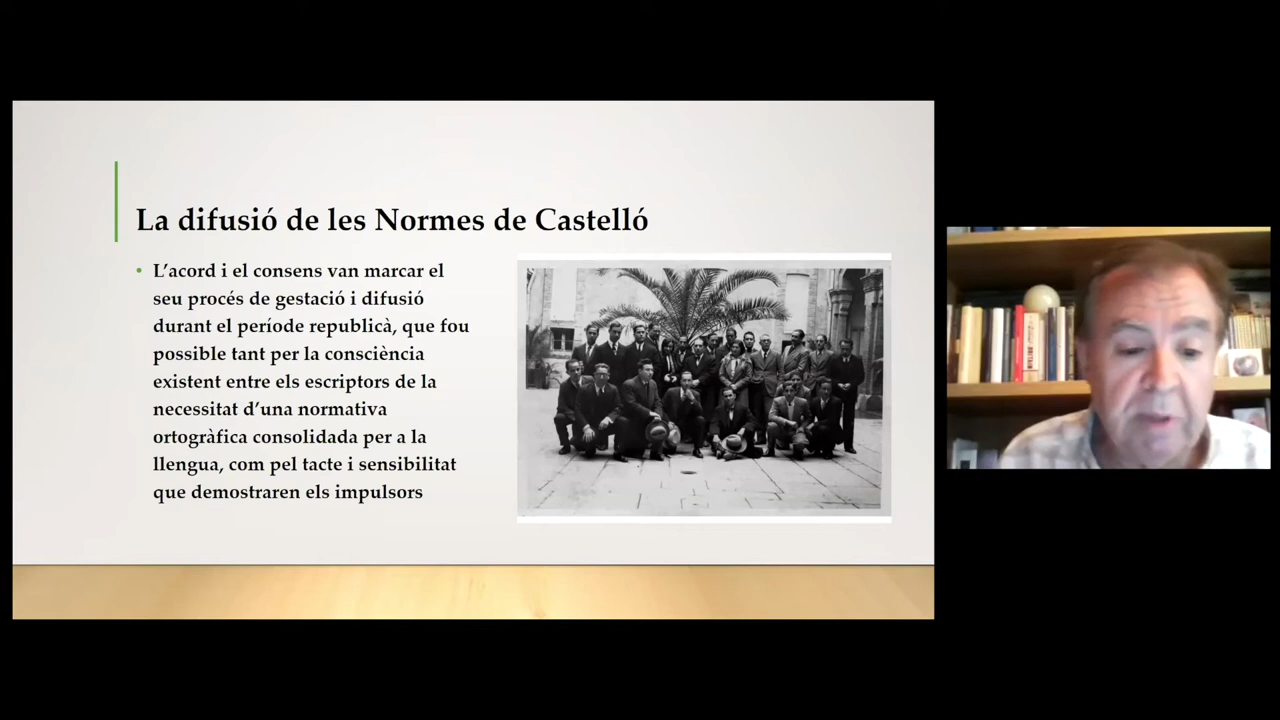 La difusió de les Normes de Castelló
• L’acord i el consens van marcar el
seu procés de gestació i difusió
durant el període republicà, que fou
possible tant per la consciència
existent entre els escriptors de la
necessitat d’una normativa
ortogràfica consolidada per a la
llengua, com pel tacte i sensibilitat
que demostraren els impulsors